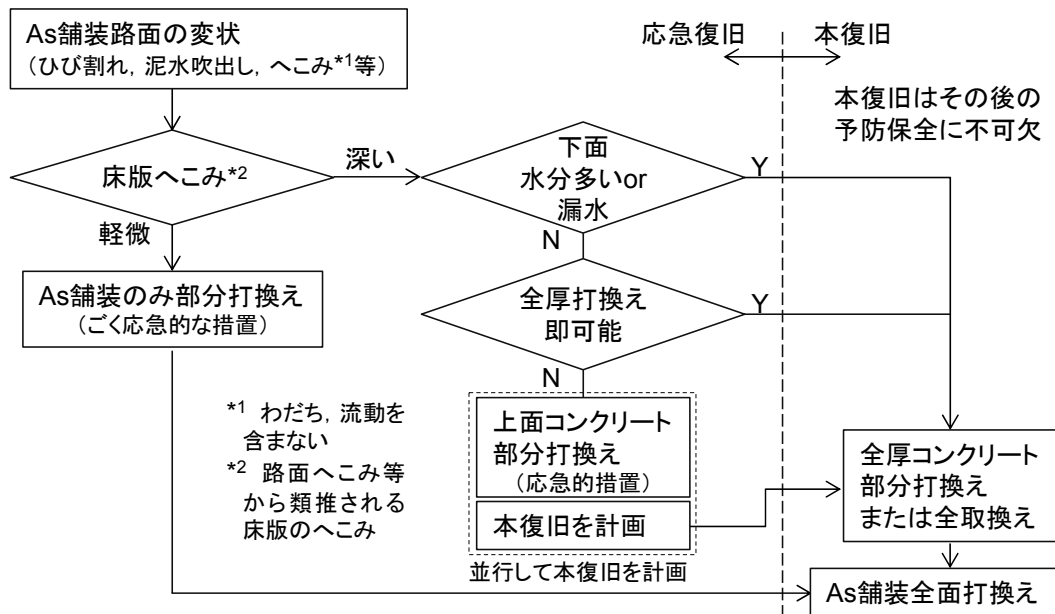 As舗装路面の変状
（ひび割れ，泥水吹出し，へこみ*1等）
応急復旧
本復旧
本復旧はその後の
予防保全に不可欠
床版へこみ*2
深い
軽微
下面
水分多いor
漏水
Y
N
As舗装のみ部分打換え
（ごく応急的な措置）
全厚打換え
即可能
Y
N
*1 わだち，流動を
含まない
*2 路面へこみ等
から類推される
床版のへこみ
上面コンクリート
部分打換え
（応急的措置）
本復旧を計画
並行して本復旧を計画
全厚コンクリート
部分打換え
または全取換え
As舗装全面打換え